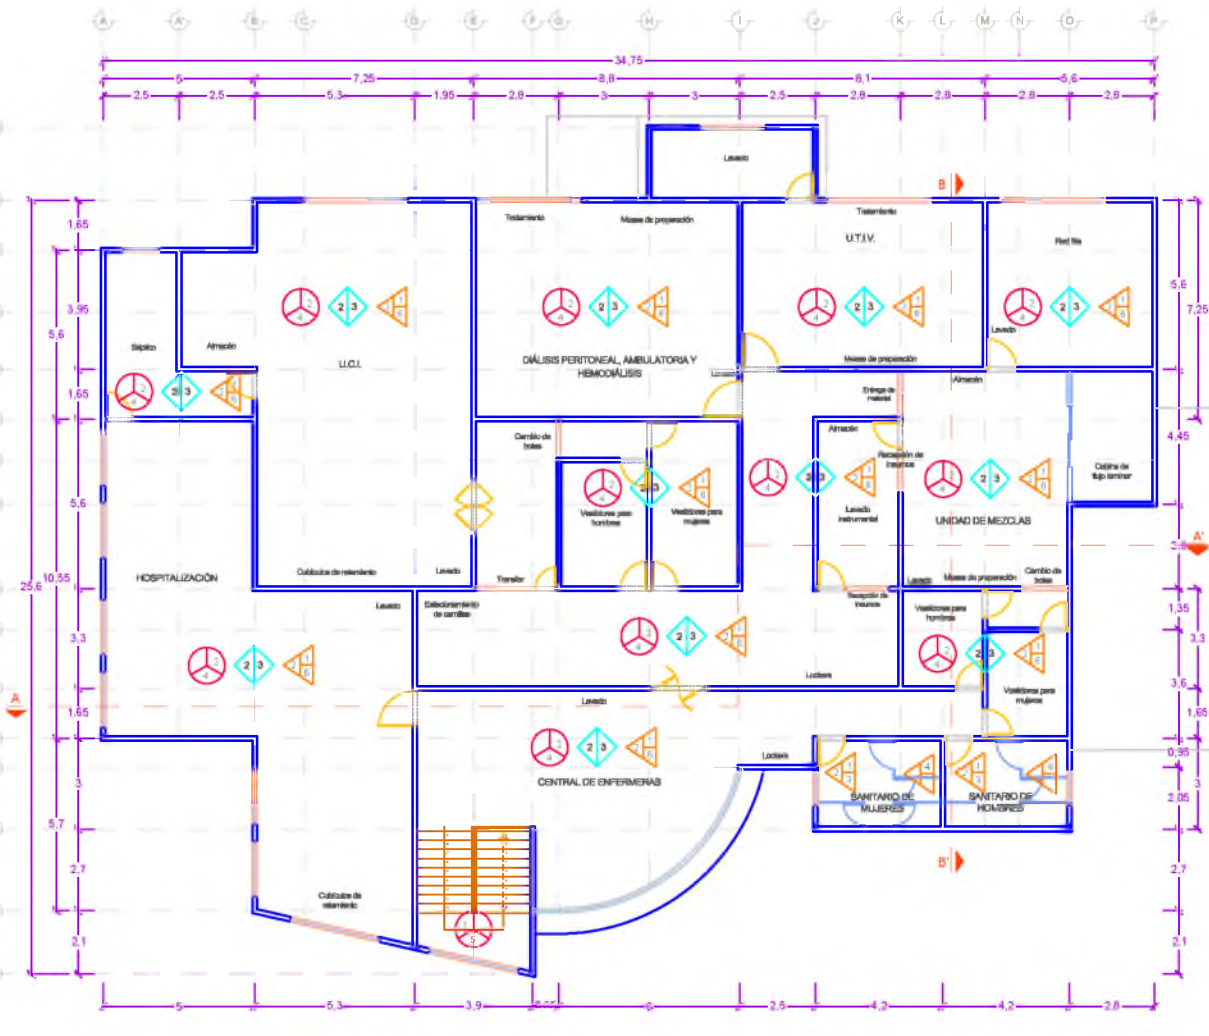 A A' B C D E F G H I J K L M N O P
34,75
5 7,25 8,8 8,1 5,6
2,5 2,5 5,3 1,95 2,8 3 3 2,5 2,8 2,8 2,8 2,8
Lavado
B
Tratamiento
Mesas de preparación
Tratamiento
U.T.I.V.
Red fría
1,65
5,6
7,25
3,95
5,6
Séptico
Almacén
U.C.I.
DIÁLISIS PERITONEAL, AMBULATORIA Y
HEMODIÁLISIS
Lavado
Mesas de preparación
Lavado
Almacén
1,65
Entrega de
material
Almacén
4,45
Cambio de
botas
Recepción de
insumos
Cabina de
flujo laminar
5,6
Vestidores para
hombres
Vestidores para
mujeres
Lavado
instrumental
UNIDAD DE MEZCLAS
A'
25,6
10,55
HOSPITALIZACIÓN
Cubículos de aislamiento
Lavado
Transfer
Lavado
Mesas de preparación
Cambio de
botas
Lavado
Estacionamiento
de camillas
Recepción de
insumos
Vestidores para
hombres
1,35
3,3
3,3
Lockers
3,6
Vestidores para
mujeres
A
Lavado
1,65
1,65
0,95
3
Lockers
CENTRAL DE ENFERMERAS
SANITARIO DE
MUJERES
SANITARIO DE
HOMBRES
3
2,05
5,7
B'
2,7
2,7
Cubículos de
aislamiento
2,1
2,1
5 5,3 3,9 6 2,5 4,2 4,2 2,8